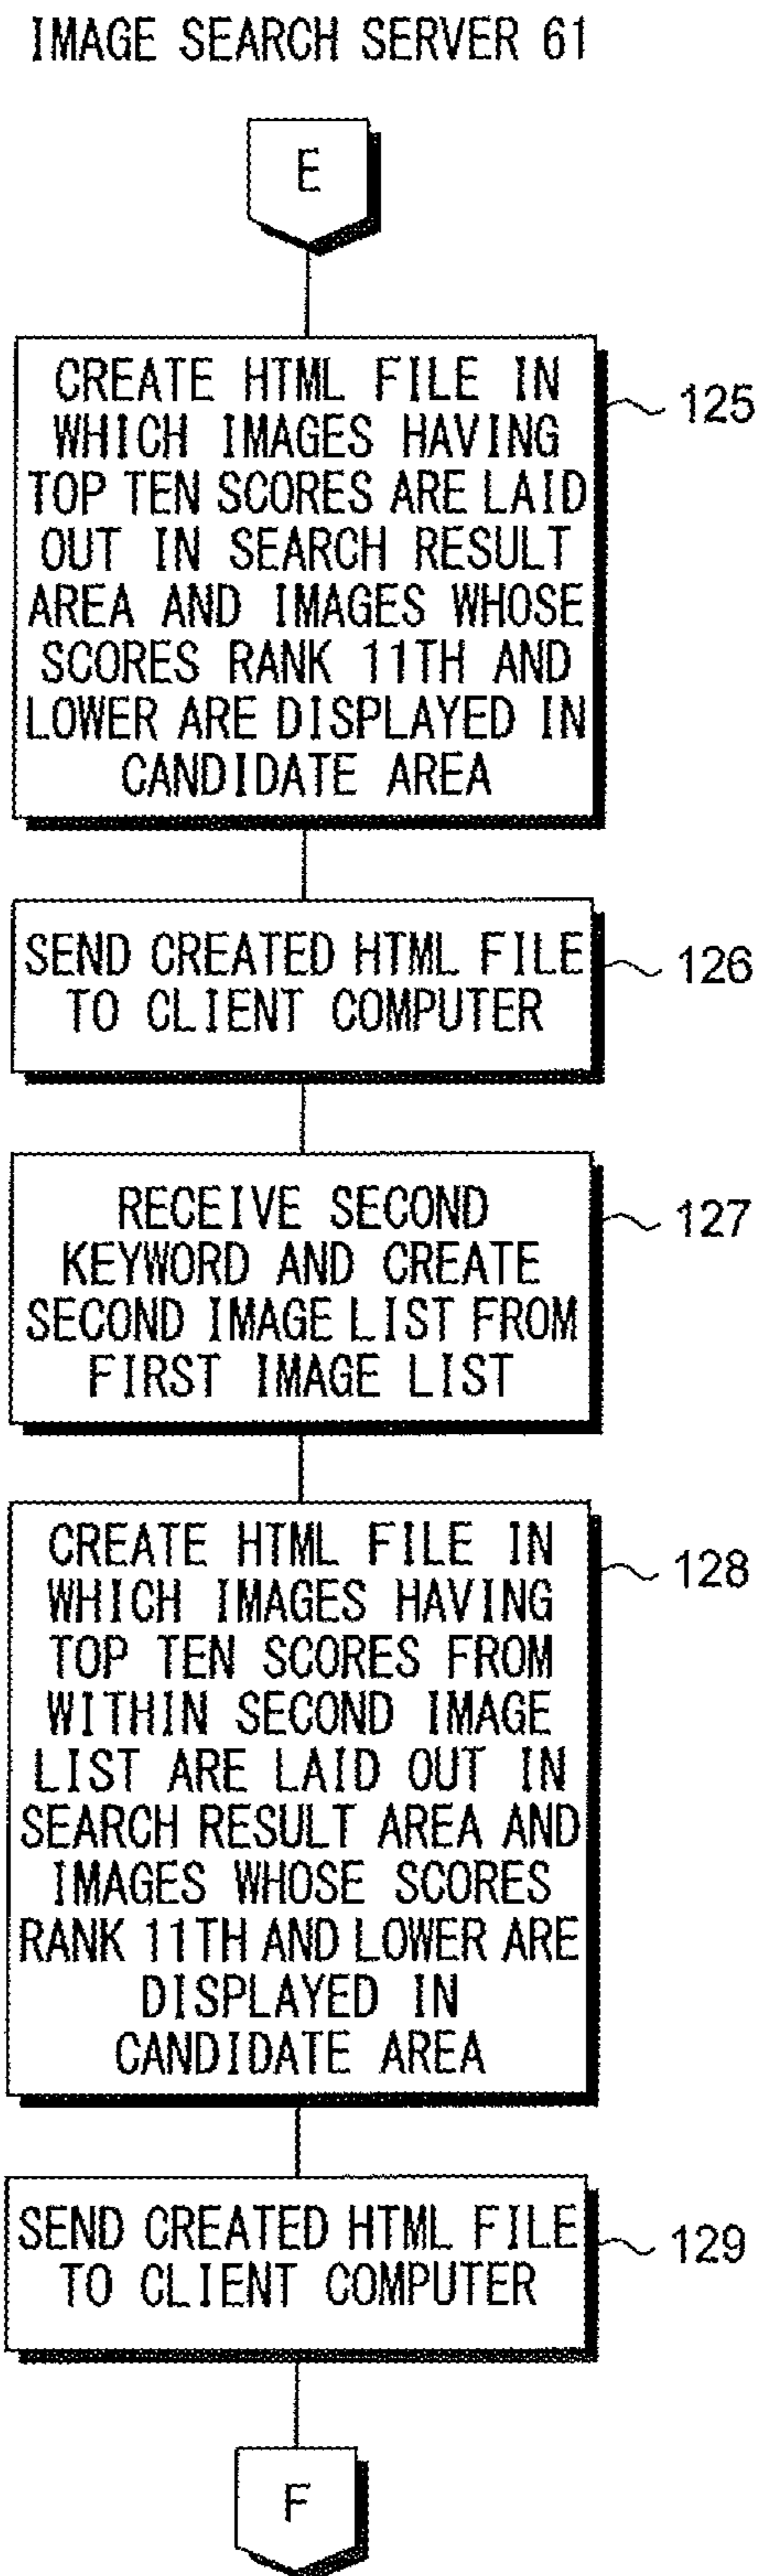 IMAGE SEARCH SERVER 61
E
CREATE HTML FILE IN
WHICH IMAGES HAVING
TOP TEN SCORES ARE LAID
OUT IN SEARCH RESULT
AREA AND IMAGES WHOSE
SCORES RANK 11TH AND
LOWER ARE DISPLAYED IN
CANDIDATE AREA
125
SEND CREATED HTML FILE
TO CLIENT COMPUTER
126
RECEIVE SECOND
KEYWORD AND CREATE
SECOND IMAGE LIST FROM
FIRST IMAGE LIST
127
CREATE HTML FILE IN
WHICH IMAGES HAVING
TOP TEN SCORES FROM
WITHIN SECOND IMAGE
LIST ARE LAID OUT IN
SEARCH RESULT AREA AND
IMAGES WHOSE SCORES
RANK 11TH AND LOWER ARE
DISPLAYED IN
CANDIDATE AREA
128
SEND CREATED HTML FILE
TO CLIENT COMPUTER
129
F